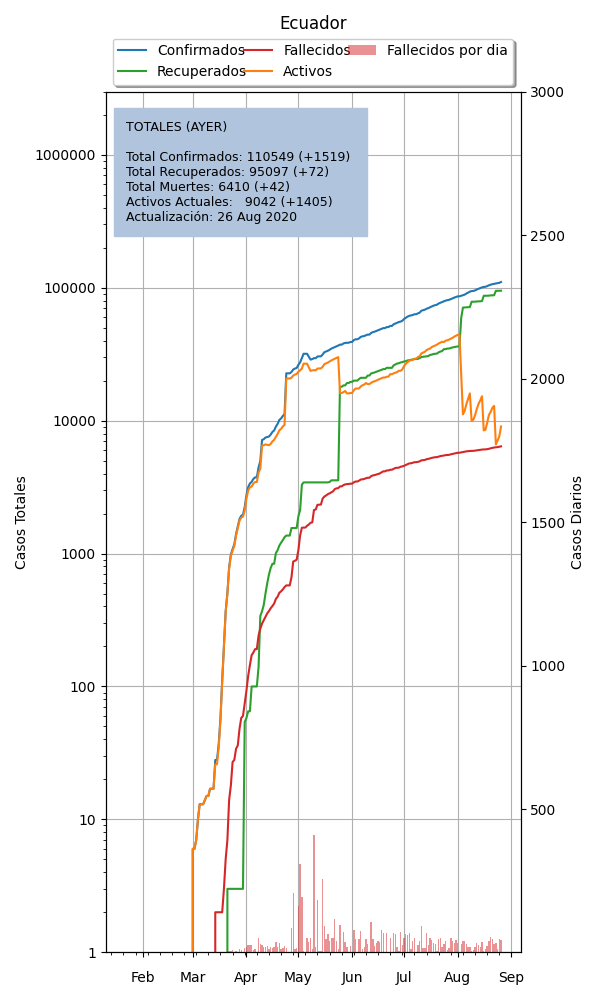 Ecuador
Confirmados Fallecidos Fallecidos por dia
Recuperados Activos
TOTALES (AYER)
Total Confirmados: 110549 (+1519)
Total Recuperados: 95097 (+72)
Total Muertes: 6410 (+42)
Activos Actuales: 9042 (+1405)
Actualización: 26 Aug 2020
Casos Totales
1000000
100000
10000
1000
100
10
1
3000
2500
2000
1500
1000
500
Casos Diarios
Feb Mar Apr May Jun Jul Aug Sep